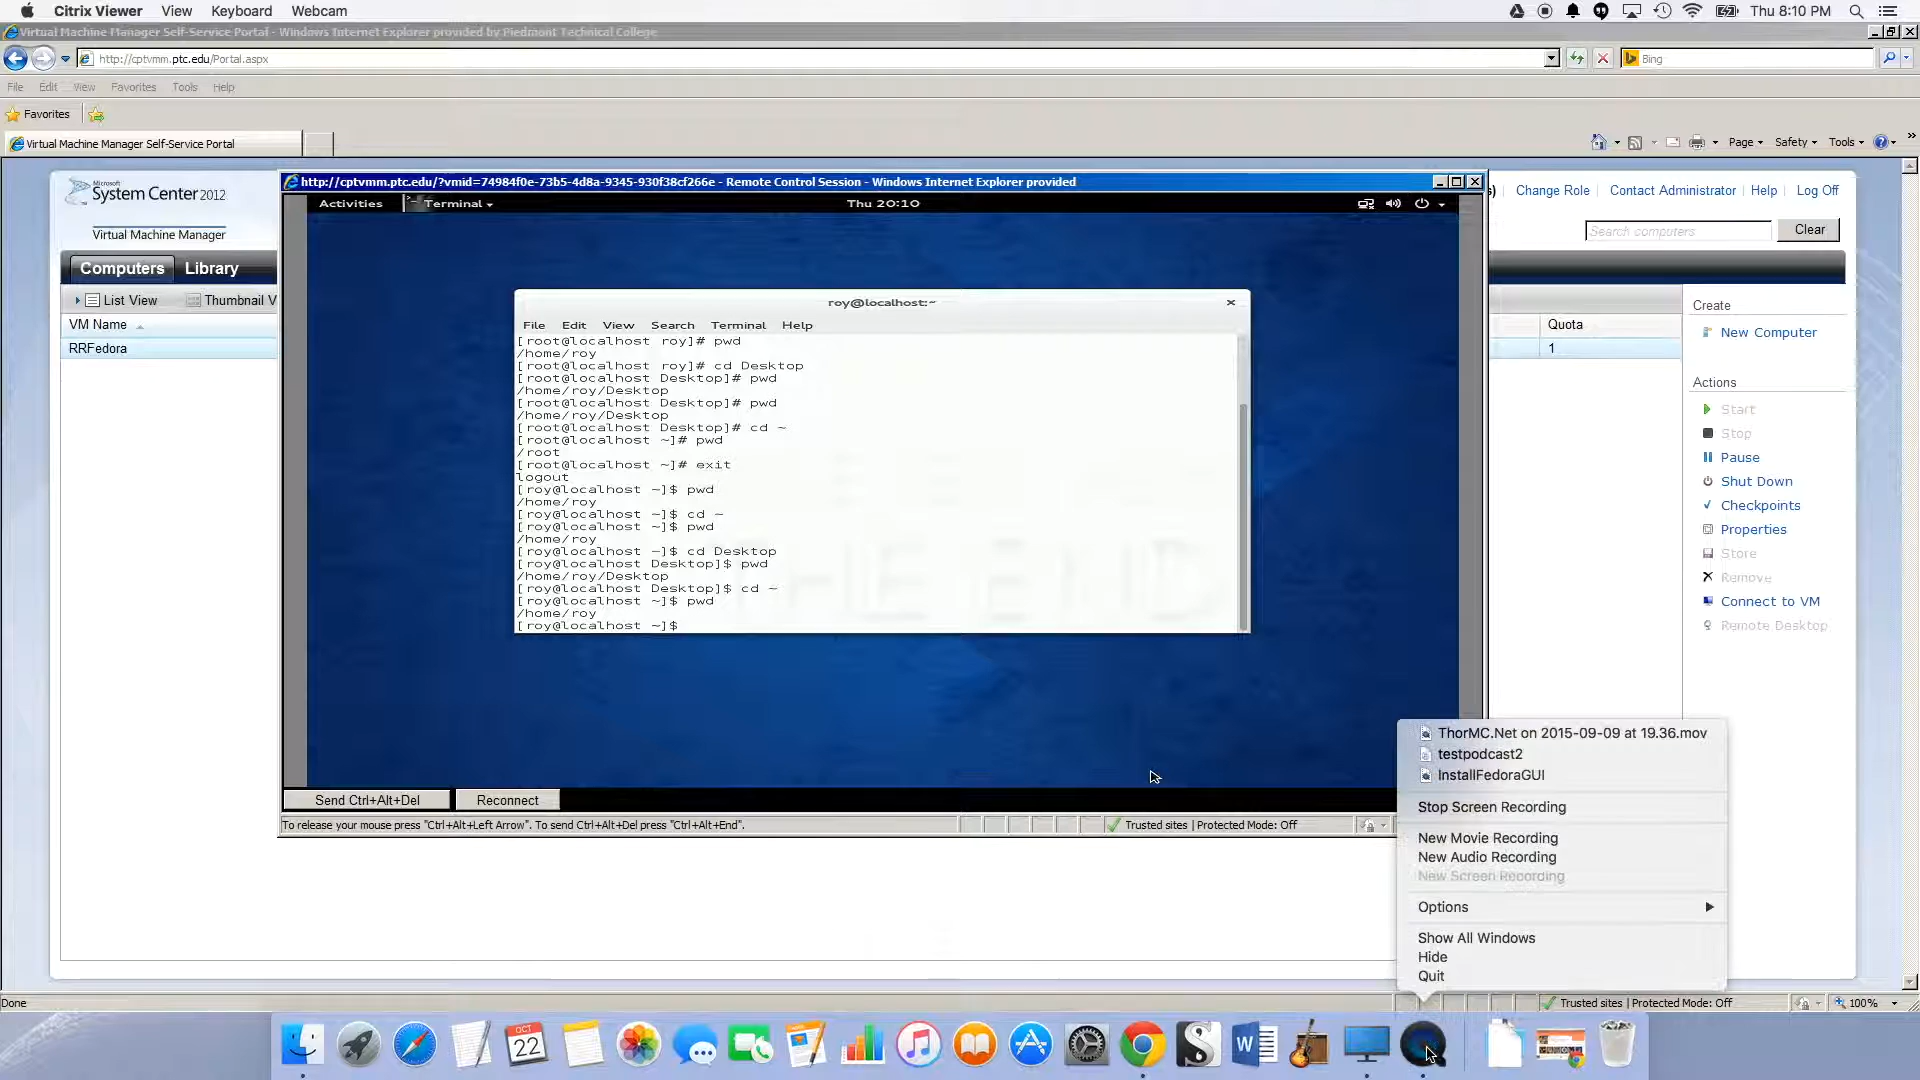 Citrix Viewer View Keyboard Webcam Thu 8:10 PM
Virtual Machine Manager Self-Service Portal - Windows Internet Explorer provided by Piedmont Technical College
http://cptvmm.ptc.edu/Portal.aspx
Bing
File Edit View Favorites Tools Help
Favorites
Virtual Machine Manager Self-Service Portal
Page Safety Tools
Microsoft
System Center 2012
Virtual Machine Manager
http://cptvmm.ptc.edu/?vmid=74984f0e-73b5-4d8a-9345-930f38cf266e - Remote Control Session - Windows Internet Explorer provided
s) Change Role Contact Administrator Help Log Off
Activities Terminal Thu 20:10
Search computers Clear
Computers Library
List View Thumbnail V
VM Name
RRFedora
Quota
1
roy@localhost:~
File Edit View Search Terminal Help
[root@localhost roy]# pwd
/home/roy
[root@localhost roy]# cd Desktop
[root@localhost Desktop]# pwd
/home/roy/Desktop
[root@localhost Desktop]# pwd
/home/roy/Desktop
[root@localhost Desktop]# cd ~
[root@localhost ~]# pwd
/root
[root@localhost ~]# exit
logout
[roy@localhost ~]$ pwd
/home/roy
[roy@localhost ~]$ cd ~
[roy@localhost ~]$ pwd
/home/roy
[roy@localhost ~]$ cd Desktop
[roy@localhost Desktop]$ pwd
/home/roy/Desktop
[roy@localhost Desktop]$ cd ~
[roy@localhost ~]$ pwd
/home/roy
[roy@localhost ~]$
THE END
Create
New Computer
Actions
Start
Stop
Pause
Shut Down
Checkpoints
Properties
Store
Remove
Connect to VM
Remote Desktop
Send Ctrl+Alt+Del Reconnect
To release your mouse press "Ctrl+Alt+Left Arrow". To send Ctrl+Alt+Del press "Ctrl+Alt+End".
Trusted sites | Protected Mode: Off
ThorMC.Net on 2015-09-09 at 19.36.mov
testpodcast2
InstallFedoraGUI
Stop Screen Recording
New Movie Recording
New Audio Recording
New Screen Recording
Options
Show All Windows
Hide
Quit
Done
Trusted sites | Protected Mode: Off 100%
OCT
22